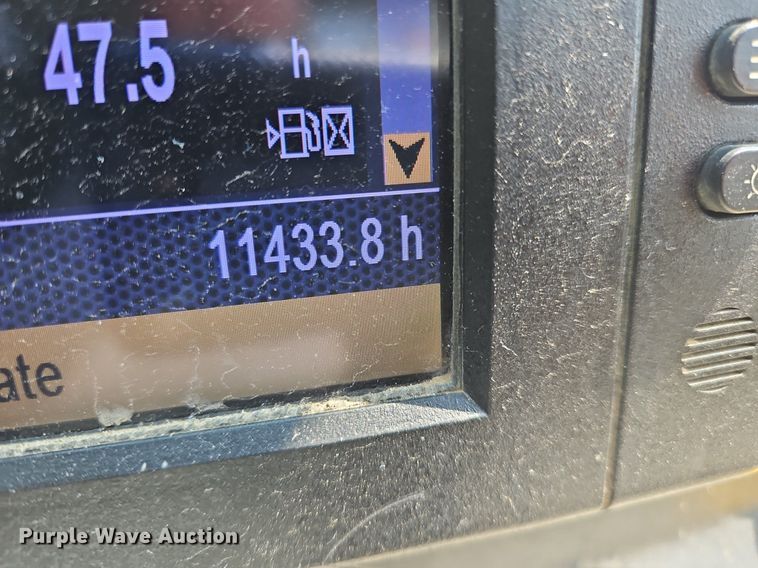 47.5 h
11433.8 h
ate
Purple Wave Auction